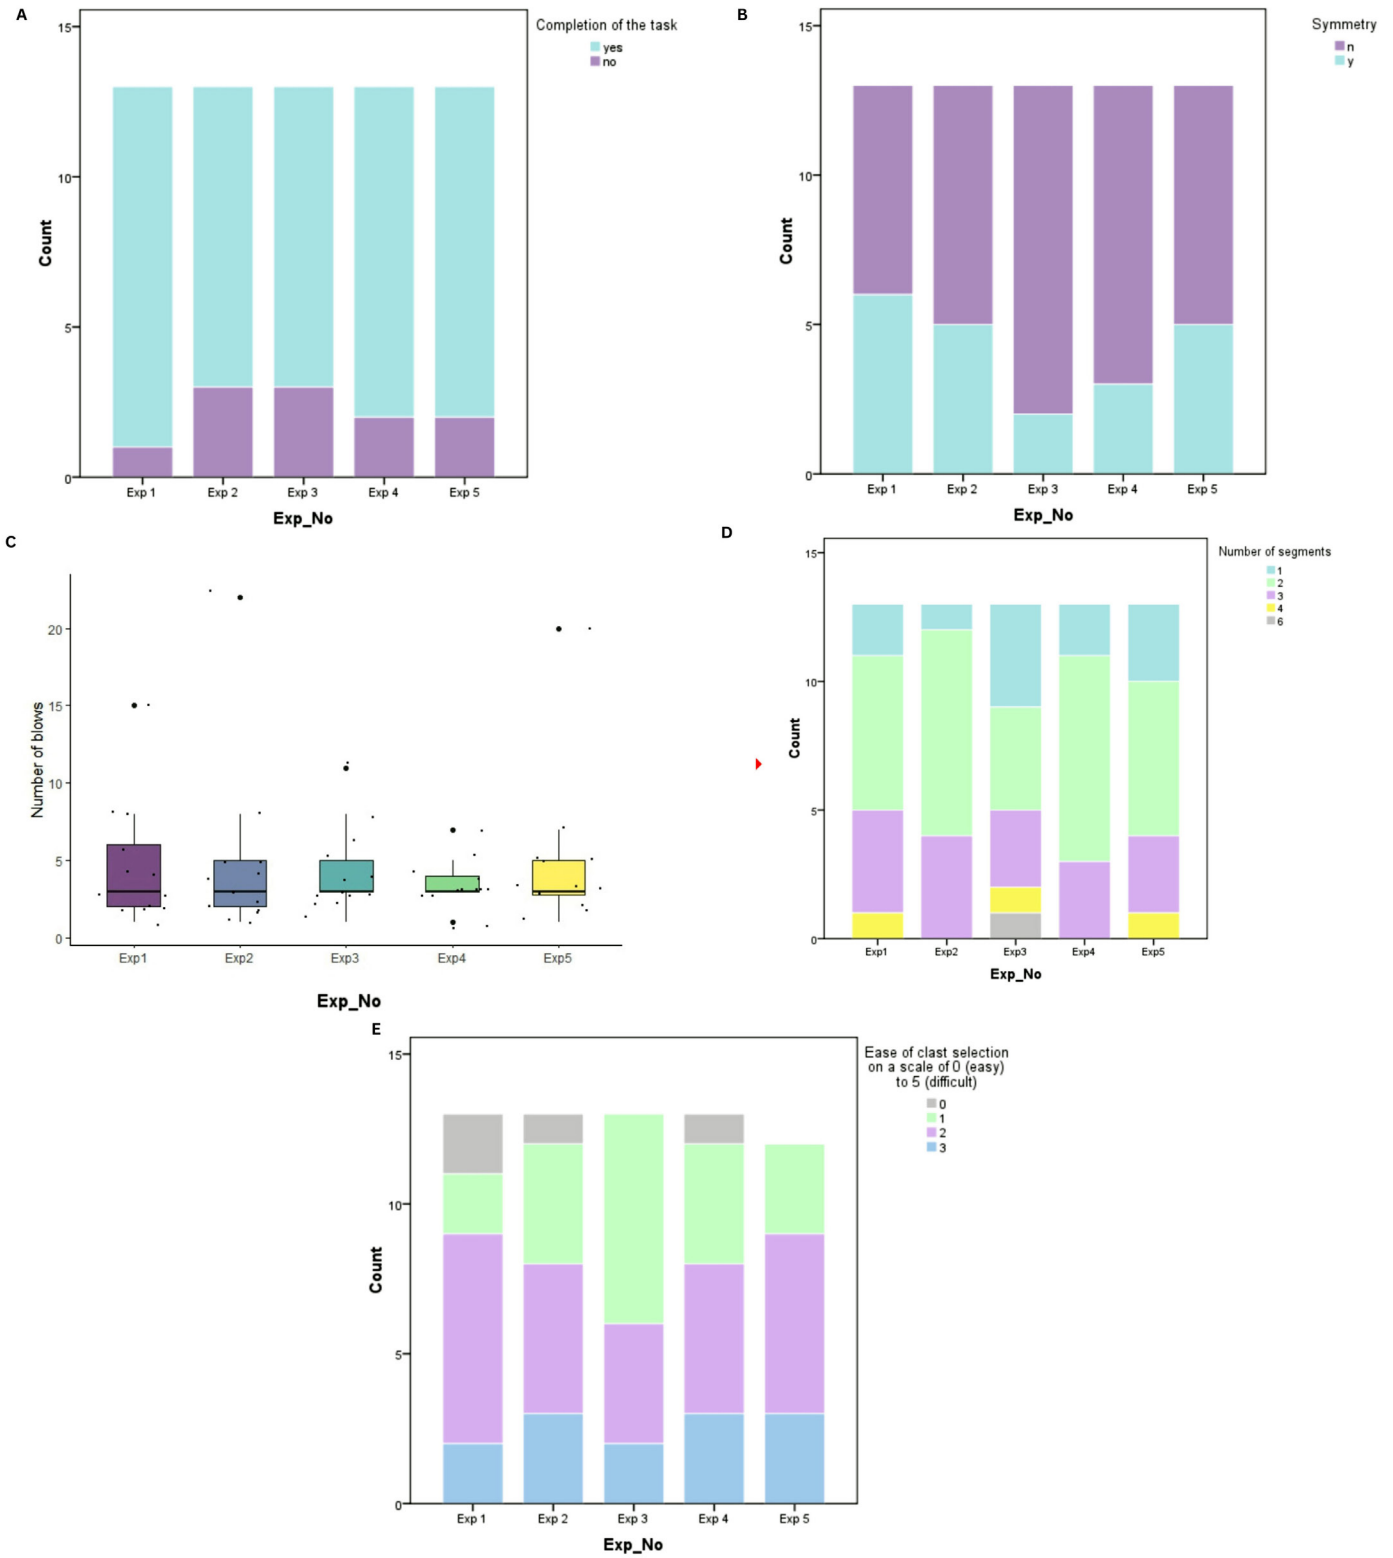 A
Completion of the task
yes
no
15
10
5
0
Count
Exp 1
Exp 2
Exp 3
Exp 4
Exp 5
Exp_No
B
Symmetry
n
y
15
10
5
0
Count
Exp 1
Exp 2
Exp 3
Exp 4
Exp 5
Exp_No
C
20
15
10
5
0
Number of blows
Exp1
Exp2
Exp3
Exp4
Exp5
Exp_No
D
Number of segments
1
2
3
4
6
15
10
5
0
Count
Exp1
Exp2
Exp3
Exp4
Exp5
Exp_No
E
Ease of clast selection
on a scale of 0 (easy)
to 5 (difficult)
0
1
2
3
15
10
5
0
Count
Exp 1
Exp 2
Exp 3
Exp 4
Exp 5
Exp_No